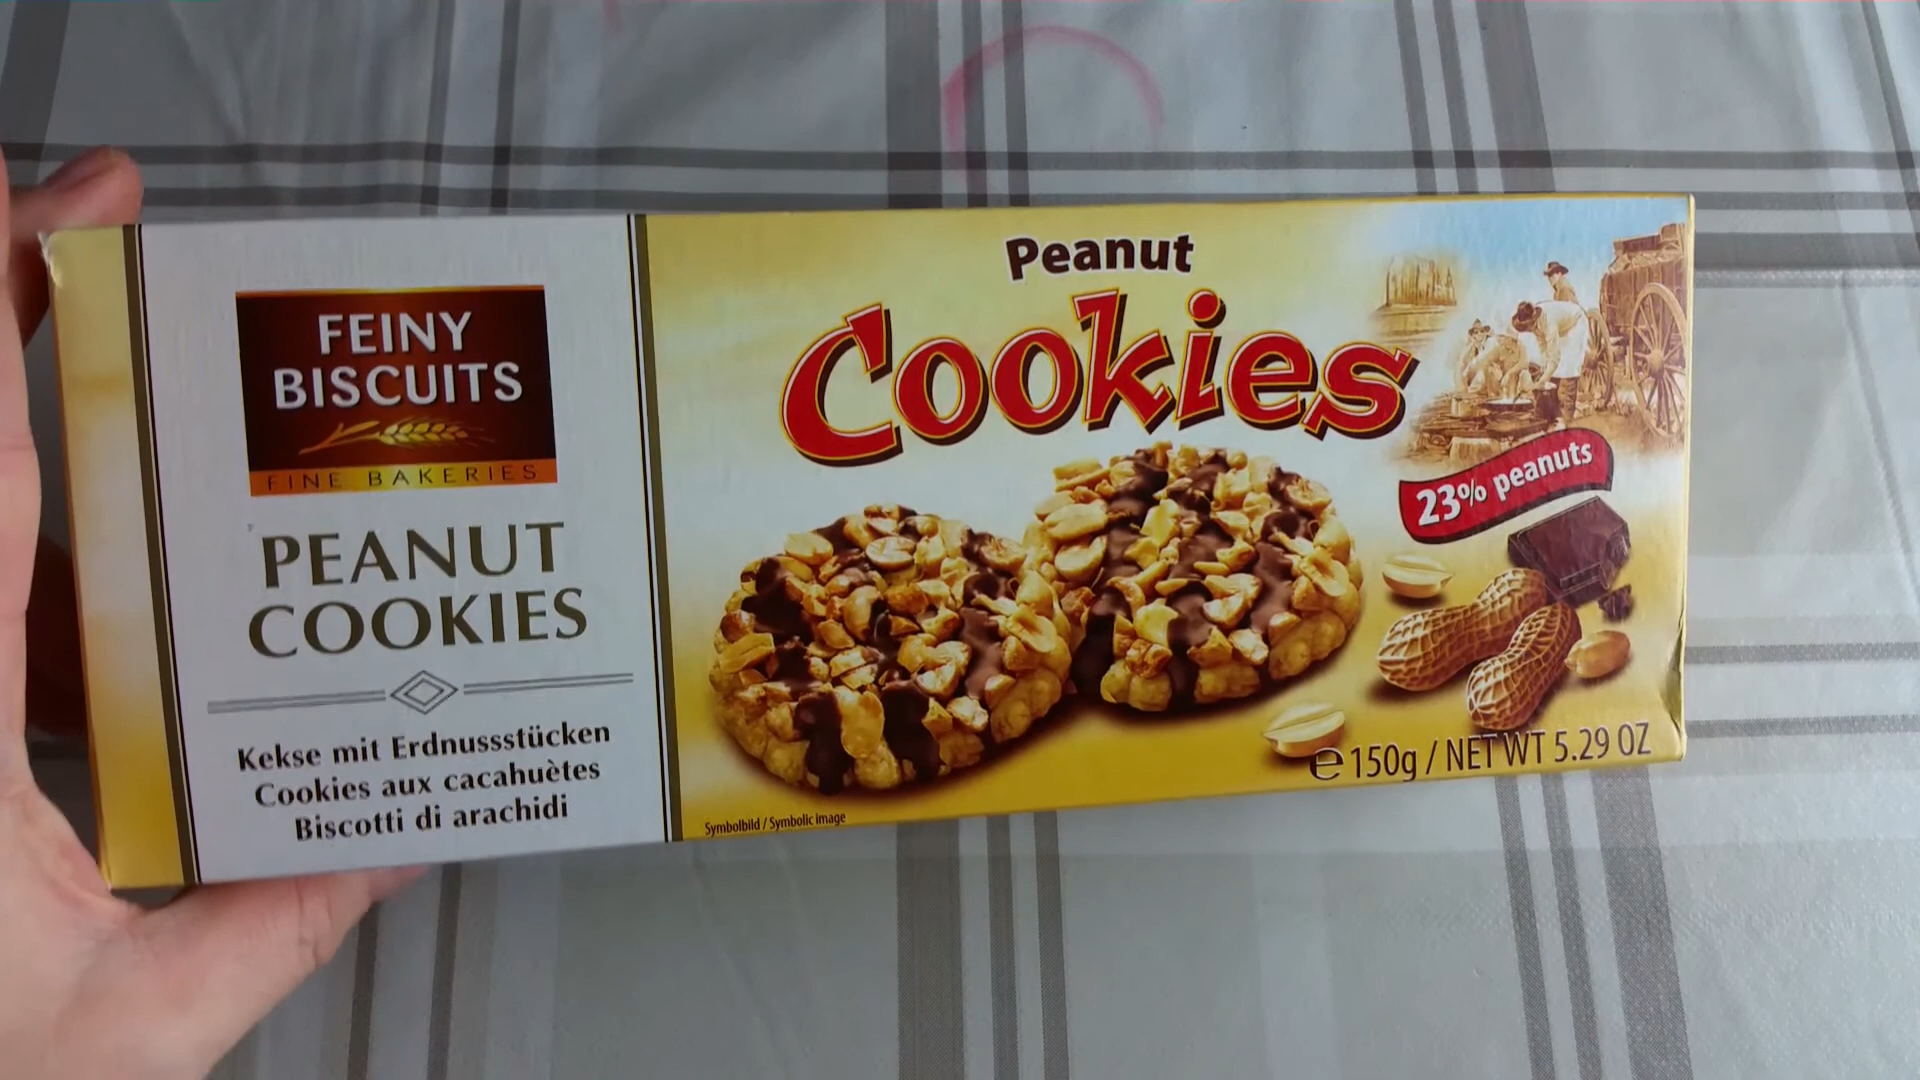 FEINY
BISCUITS
FINE BAKERIES
PEANUT
COOKIES
Kekse mit Erdnussstücken
Cookies aux cacahuètes
Biscotti di arachidi
Peanut
Cookies
23% peanuts
e 150g / NET WT 5.29 OZ
Symbolbild / Symbolic image